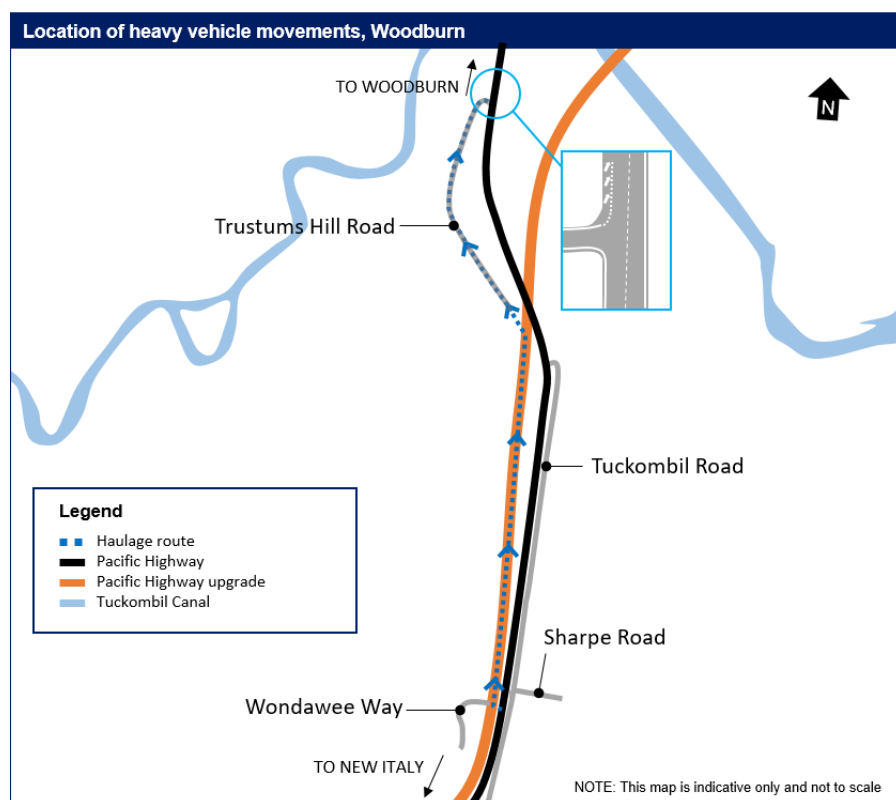 Location of heavy vehicle movements, Woodburn
TO WOODBURN
N
Trustums Hill Road
Tuckombil Road
Legend
Haulage route
Pacific Highway
Pacific Highway upgrade
Tuckombil Canal
Sharpe Road
Wondawee Way
TO NEW ITALY
NOTE: This map is indicative only and not to scale